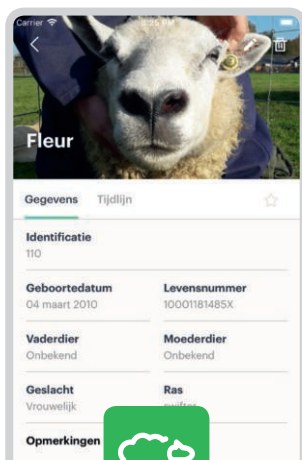 Carrier
Fleur
Gegevens Tijdlijn
Identificatie
110
Geboortedatum Levensnummer
04 maart 2010 10001181485X
Vaderdier Moederdier
Onbekend Onbekend
Geslacht Ras
Vrouwelijk swifter
Opmerkingen